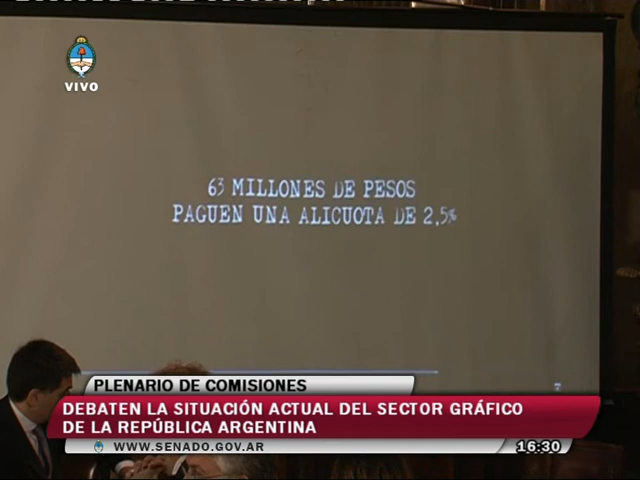 VIVO
63 MILLONES DE PESOS
PAGUEN UNA ALICUOTA DE 2,5%
PLENARIO DE COMISIONES
DEBATEN LA SITUACIÓN ACTUAL DEL SECTOR GRÁFICO
DE LA REPÚBLICA ARGENTINA
WWW.SENADO.GOV.AR
16:30